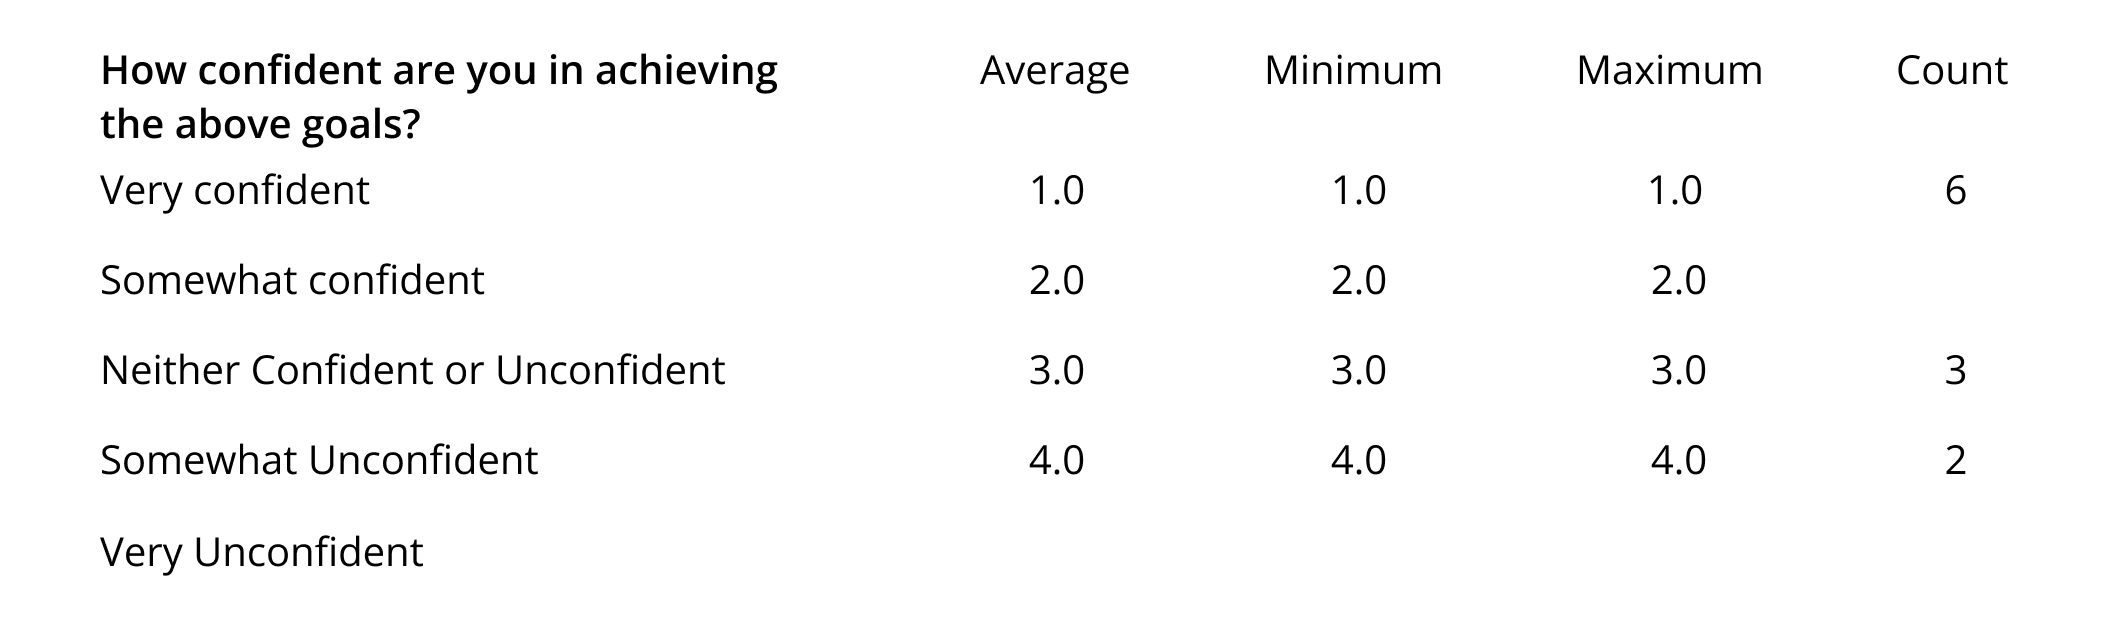 How confident are you in achieving the above goals? Average Minimum Maximum Count
Very confident 1.0 1.0 1.0 6
Somewhat confident 2.0 2.0 2.0
Neither Confident or Unconfident 3.0 3.0 3.0 3
Somewhat Unconfident 4.0 4.0 4.0 2
Very Unconfident